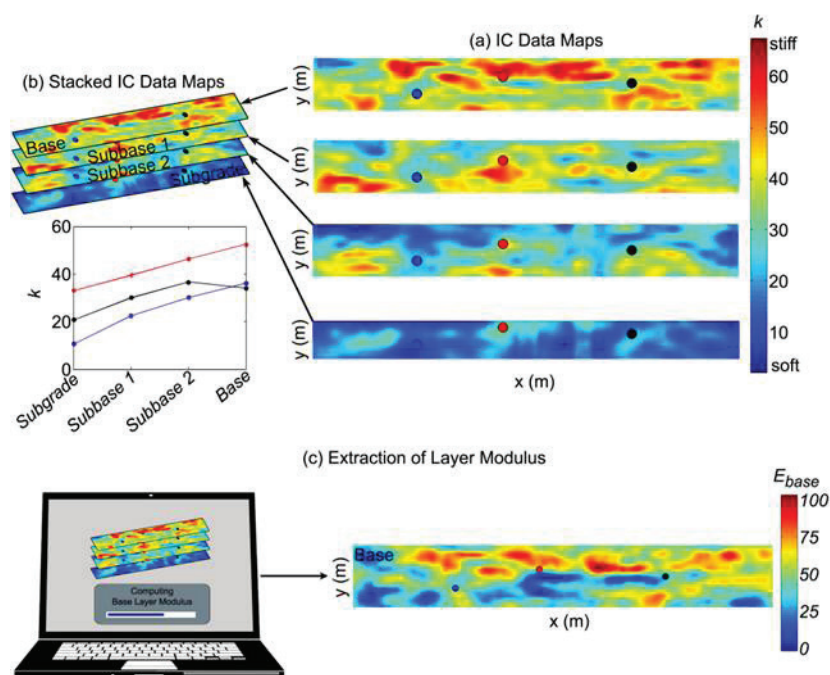 (a) IC Data Maps
k
stiff
60
50
40
30
20
10
soft
y (m)
y (m)
y (m)
y (m)
x (m)
(b) Stacked IC Data Maps
Base
Subbase 1
Subbase 2
Subgrade
60
40
20
0
k
Subgrade
Subbase 1
Subbase 2
Base
(c) Extraction of Layer Modulus
Computing
Base Layer Modulus
Base
y (m)
x (m)
E_base
100
75
50
25
0